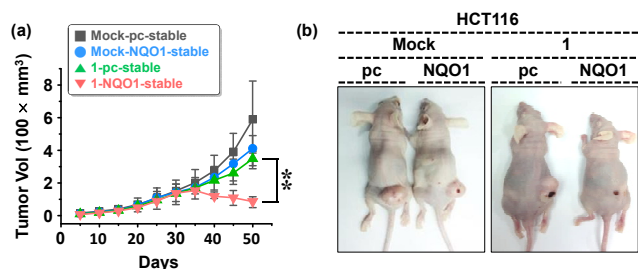 (a)
Mock-pc-stable
Mock-NQO1-stable
1-pc-stable
1-NQO1-stable
Tumor Vol (100 × mm³)
8
6
4
2
0
0 10 20 30 40 50
Days
**
(b)
HCT116
Mock 1
pc NQO1 pc NQO1